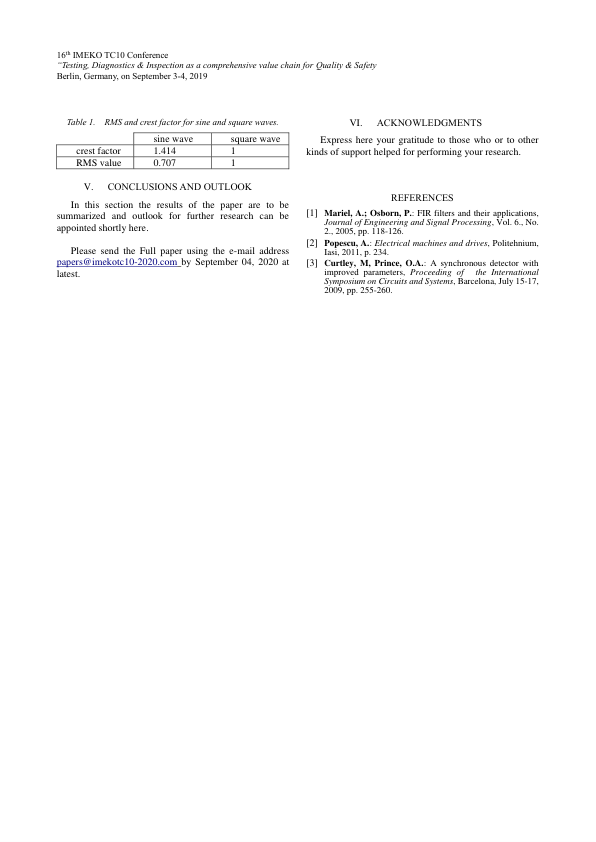 16th IMEKO TC10 Conference
"Testing, Diagnostics & Inspection as a comprehensive value chain for Quality & Safety
Berlin, Germany, on September 3-4, 2019
Table 1. RMS and crest factor for sine and square waves.
sine wave square wave
crest factor 1.414 1
RMS value 0.707 1
V. CONCLUSIONS AND OUTLOOK
In this section the results of the paper are to be
summarized and outlook for further research can be
appointed shortly here.
Please send the Full paper using the e-mail address
papers@imekotc10-2020.com by September 04, 2020 at
latest.
VI. ACKNOWLEDGMENTS
Express here your gratitude to those who or to other
kinds of support helped for performing your research.
REFERENCES
[1] Mariel, A.; Osborn, P.: FIR filters and their applications,
Journal of Engineering and Signal Processing, Vol. 6., No.
2., 2005, pp. 118-126.
[2] Popescu, A.: Electrical machines and drives, Politehnium,
Iasi, 2011, p. 234.
[3] Curtley, M, Prince, O.A.: A synchronous detector with
improved parameters, Proceeding of the International
Symposium on Circuits and Systems, Barcelona, July 15-17,
2009, pp. 255-260.